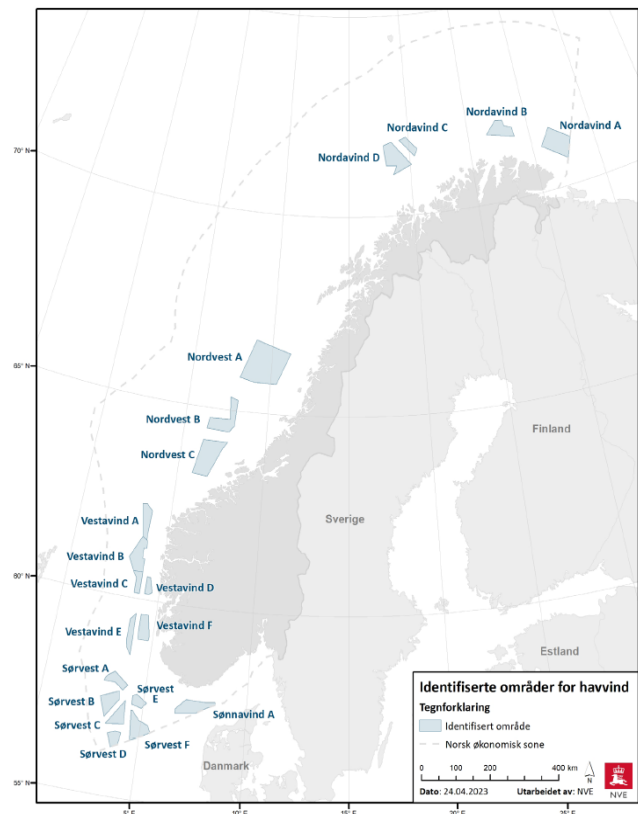 Nordavind B
Nordavind A
Nordavind C
Nordavind D
70° N
Nordvest A
65° N
Nordvest B
Finland
Nordvest C
Vestavind A
Sverige
Vestavind B
60° N
Vestavind C
Vestavind D
Vestavind E
Vestavind F
Estland
Sørvest A
Sørvest
E
Sørvest B
Sønnavind A
Sørvest C
Sørvest F
Sørvest D
Danmark
55° N
5° E
10° E
15° E
20° E
25° E
Identifiserte områder for havvind
Tegnforklaring
Identifisert område
Norsk økonomisk sone
0 100 200 400 km
N
Dato: 24.04.2023 Utarbeidet av: NVE
NVE